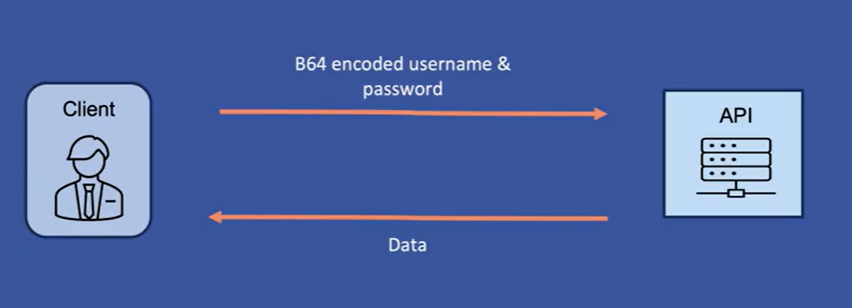 B64 encoded username &
password
Client
API
Data